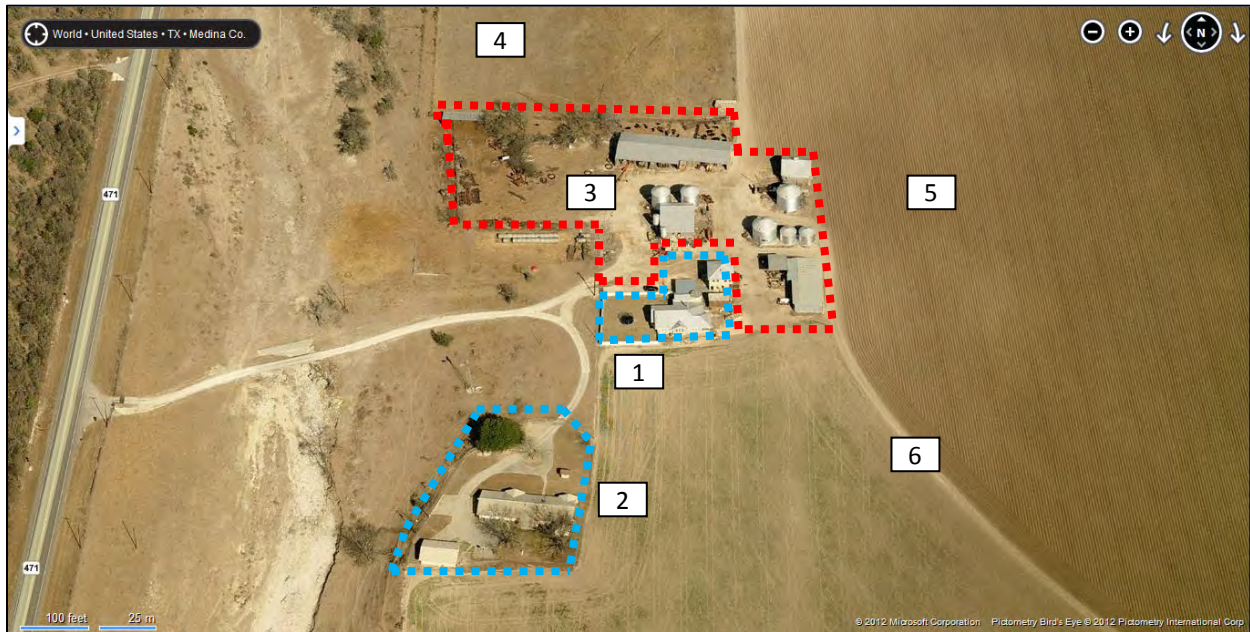 World • United States • TX • Medina Co.
4
N
471
3
5
1
6
2
471
100 feet
25 m
© 2012 Microsoft Corporation Pictometry Bird's Eye © 2012 Pictometry International Corp